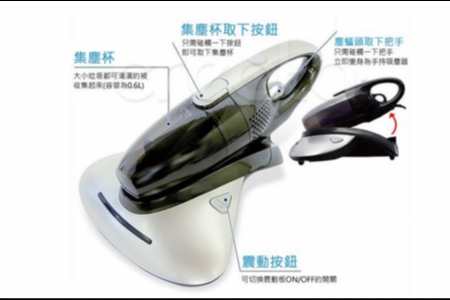 集塵杯取下按鈕
只需碰觸一下按鈕
即可取下集塵杯
塵蟎頭取下把手
只需碰觸一下把手
立即變身為手持吸塵器
集塵杯
大小垃圾都可滿滿的被
收集起來(容量為0.6L)
震動按鈕
可切換震動板ON/OFF的開關